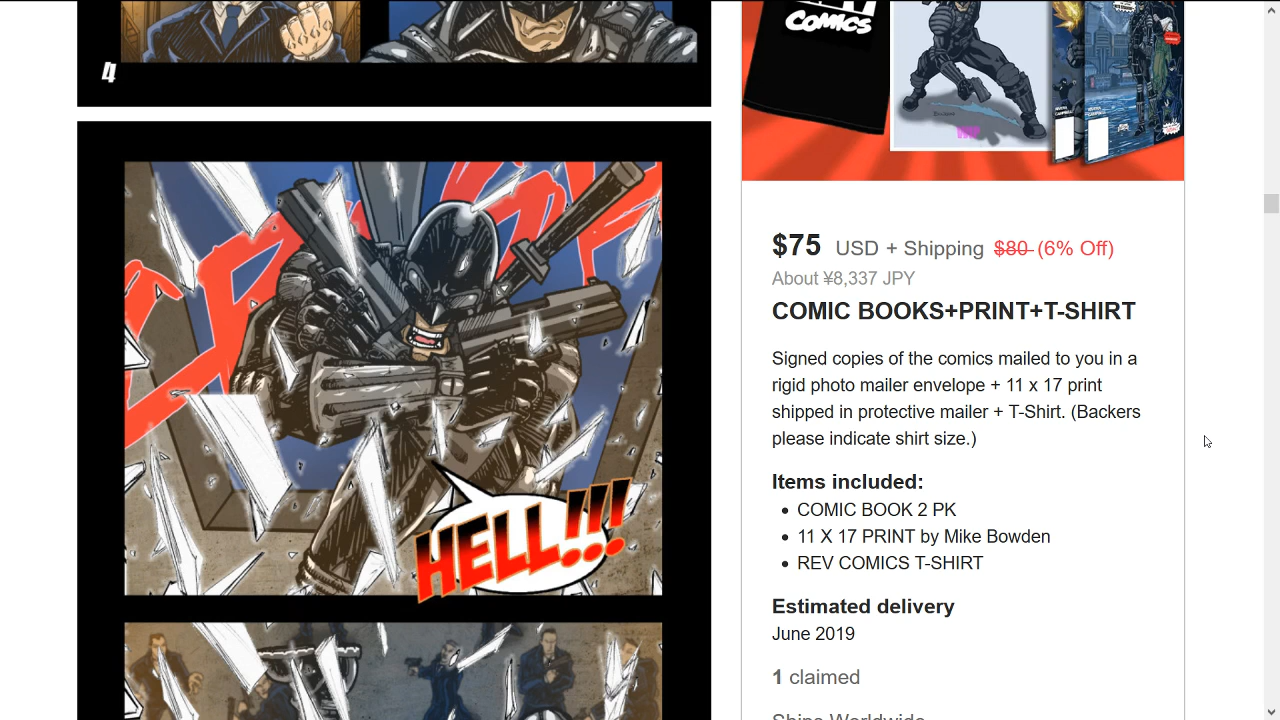 4
HELL!!!
COMICS
$75 USD + Shipping $80 (6% Off)
About ¥8,337 JPY
COMIC BOOKS+PRINT+T-SHIRT
Signed copies of the comics mailed to you in a
rigid photo mailer envelope + 11 x 17 print
shipped in protective mailer + T-Shirt. (Backers
please indicate shirt size.)
Items included:
COMIC BOOK 2 PK
11 X 17 PRINT by Mike Bowden
REV COMICS T-SHIRT
Estimated delivery
June 2019
1 claimed
Ships Worldwide